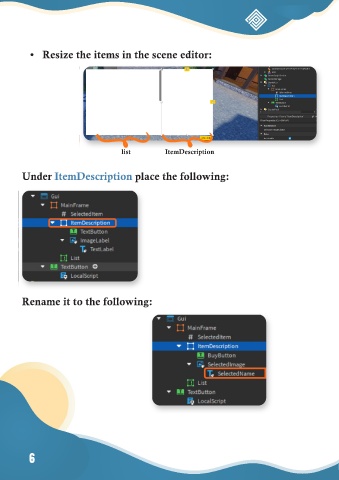 • Resize the items in the scene editor:
list ItemDescription
Under ItemDescription place the following:
Gui
MainFrame
# SelectedItem
ItemDescription
TextButton
ImageLabel
TextLabel
List
TextButton
LocalScript
Rename it to the following:
Gui
MainFrame
# SelectedItem
ItemDescription
BuyButton
SelectedImage
SelectedName
List
TextButton
LocalScript
6